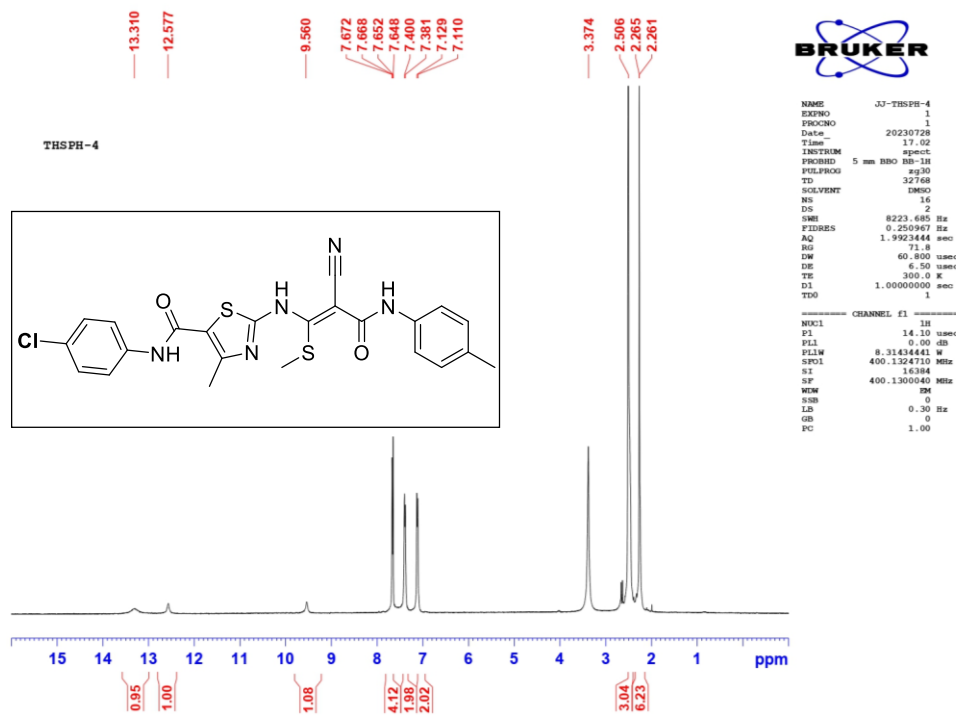 13.310
12.577
9.560
7.672
7.668
7.652
7.648
7.400
7.381
7.129
7.110
3.374
2.506
2.265
2.261
BRUKER
THSPH-4
NAME JJ-THSPH-4
EXPNO 1
PROCNO 1
Date_ 20230728
Time 17.02
INSTRUM spect
PROBHD 5 mm BBO BB-1H
PULPROG zg30
TD 32768
SOLVENT DMSO
NS 16
DS 2
SWH 8223.685 Hz
FIDRES 0.250967 Hz
AQ 1.9923444 sec
RG 71.8
DW 60.800 usec
DE 6.50 usec
TE 300.0 K
D1 1.00000000 sec
TD0 1
======== CHANNEL f1 ========
NUC1 1H
P1 14.10 usec
PL1 0.00 dB
PL1W 8.31434441 W
SFO1 400.1324710 MHz
SI 16384
SF 400.1300040 MHz
WDW EM
SSB 0
LB 0.30 Hz
GB 0
PC 1.00
N
O S H N H N
Cl NH N S O
15 14 13 12 11 10 9 8 7 6 5 4 3 2 1 ppm
0.95
1.00
1.08
4.12
1.98
2.02
3.04
6.23